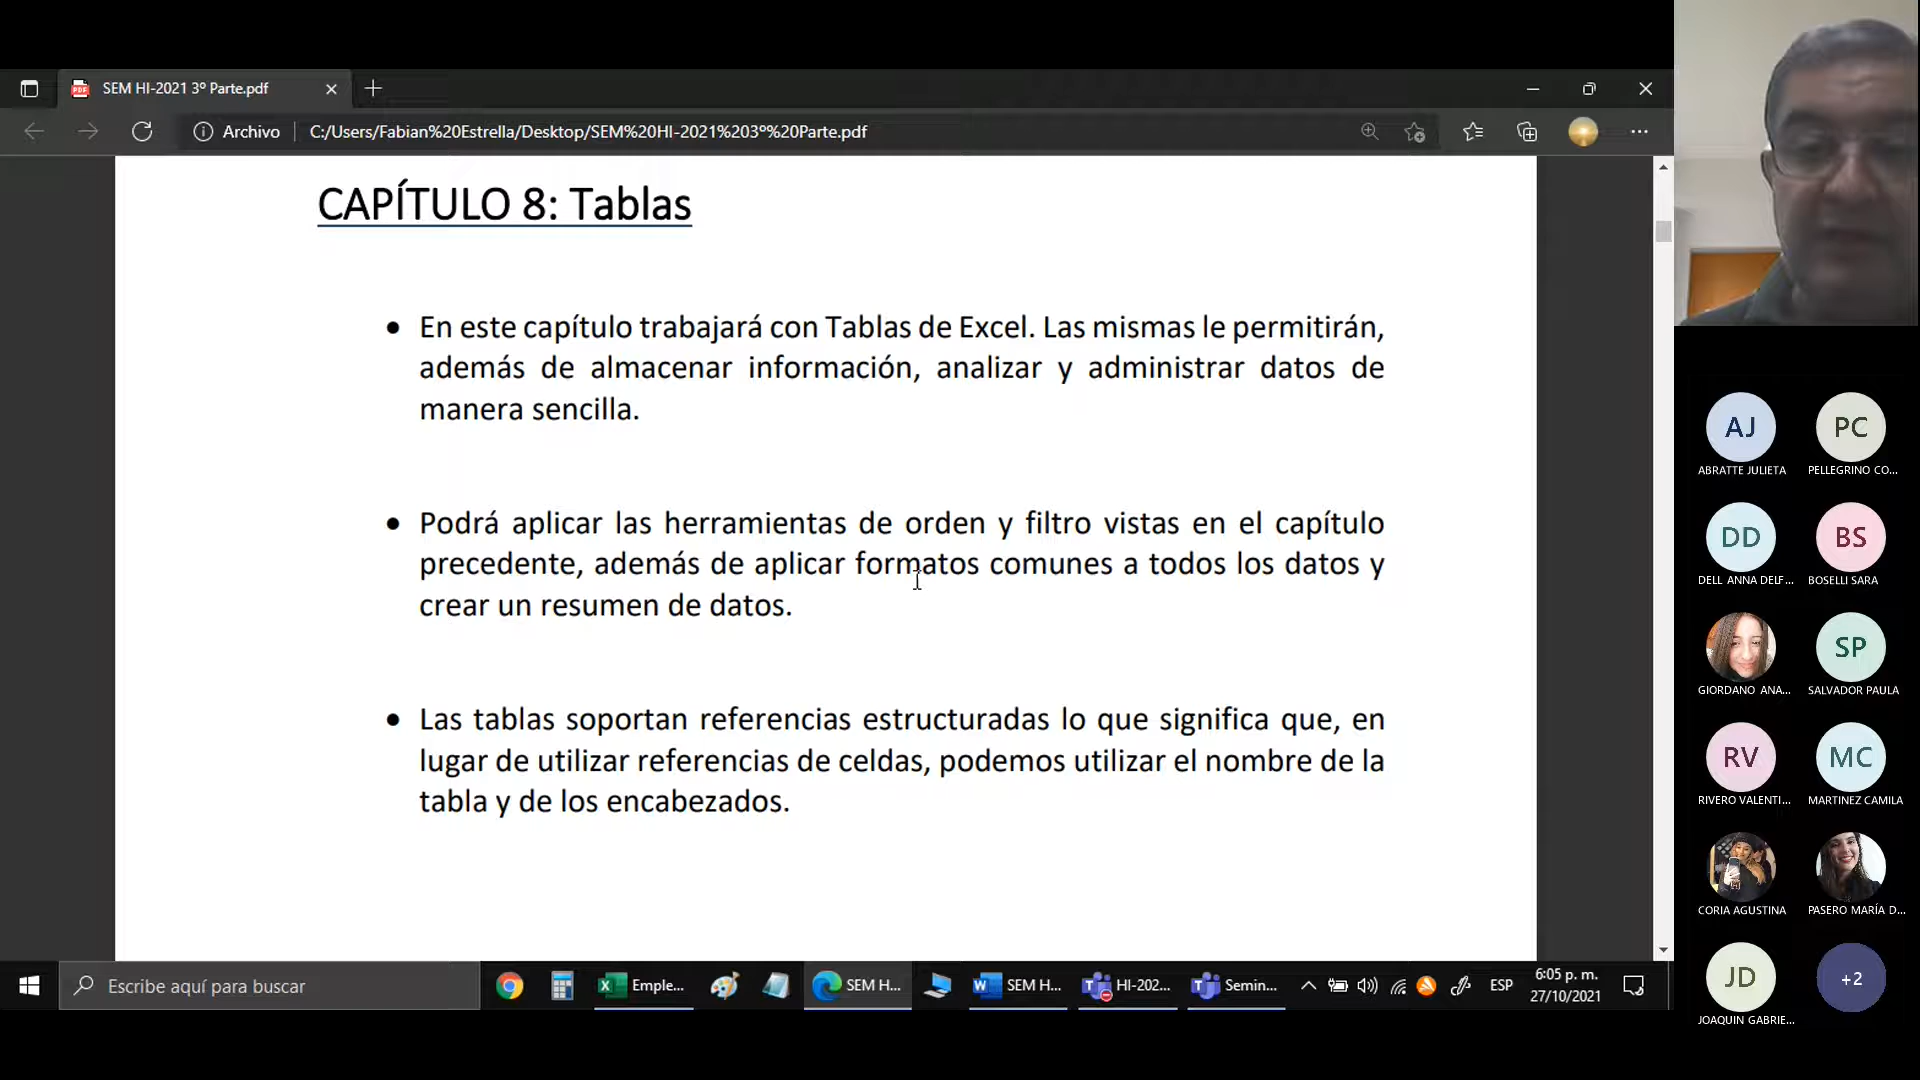 SEM HI-2021 3º Parte.pdf
Archivo
C:/Users/Fabian%20Estrella/Desktop/SEM%20HI-2021%203º%20Parte.pdf
CAPÍTULO 8: Tablas
• En este capítulo trabajará con Tablas de Excel. Las mismas le permitirán,
además de almacenar información, analizar y administrar datos de
manera sencilla.
• Podrá aplicar las herramientas de orden y filtro vistas en el capítulo
precedente, además de aplicar formatos comunes a todos los datos y
crear un resumen de datos.
• Las tablas soportan referencias estructuradas lo que significa que, en
lugar de utilizar referencias de celdas, podemos utilizar el nombre de la
tabla y de los encabezados.
AJ
ABRATTE JULIETA
PC
PELLEGRINO CO...
DD
DELL ANNA DELF...
BS
BOSELLI SARA
GIORDANO ANA...
SP
SALVADOR PAULA
RV
RIVERO VALENTI...
MC
MARTINEZ CAMILA
CORIA AGUSTINA
PASERO MARÍA D...
JD
JOAQUIN GABRIE...
+2
Escribe aquí para buscar
Emple...
SEM H...
SEM H...
HI-202...
Semin...
ESP
6:05 p. m.
27/10/2021